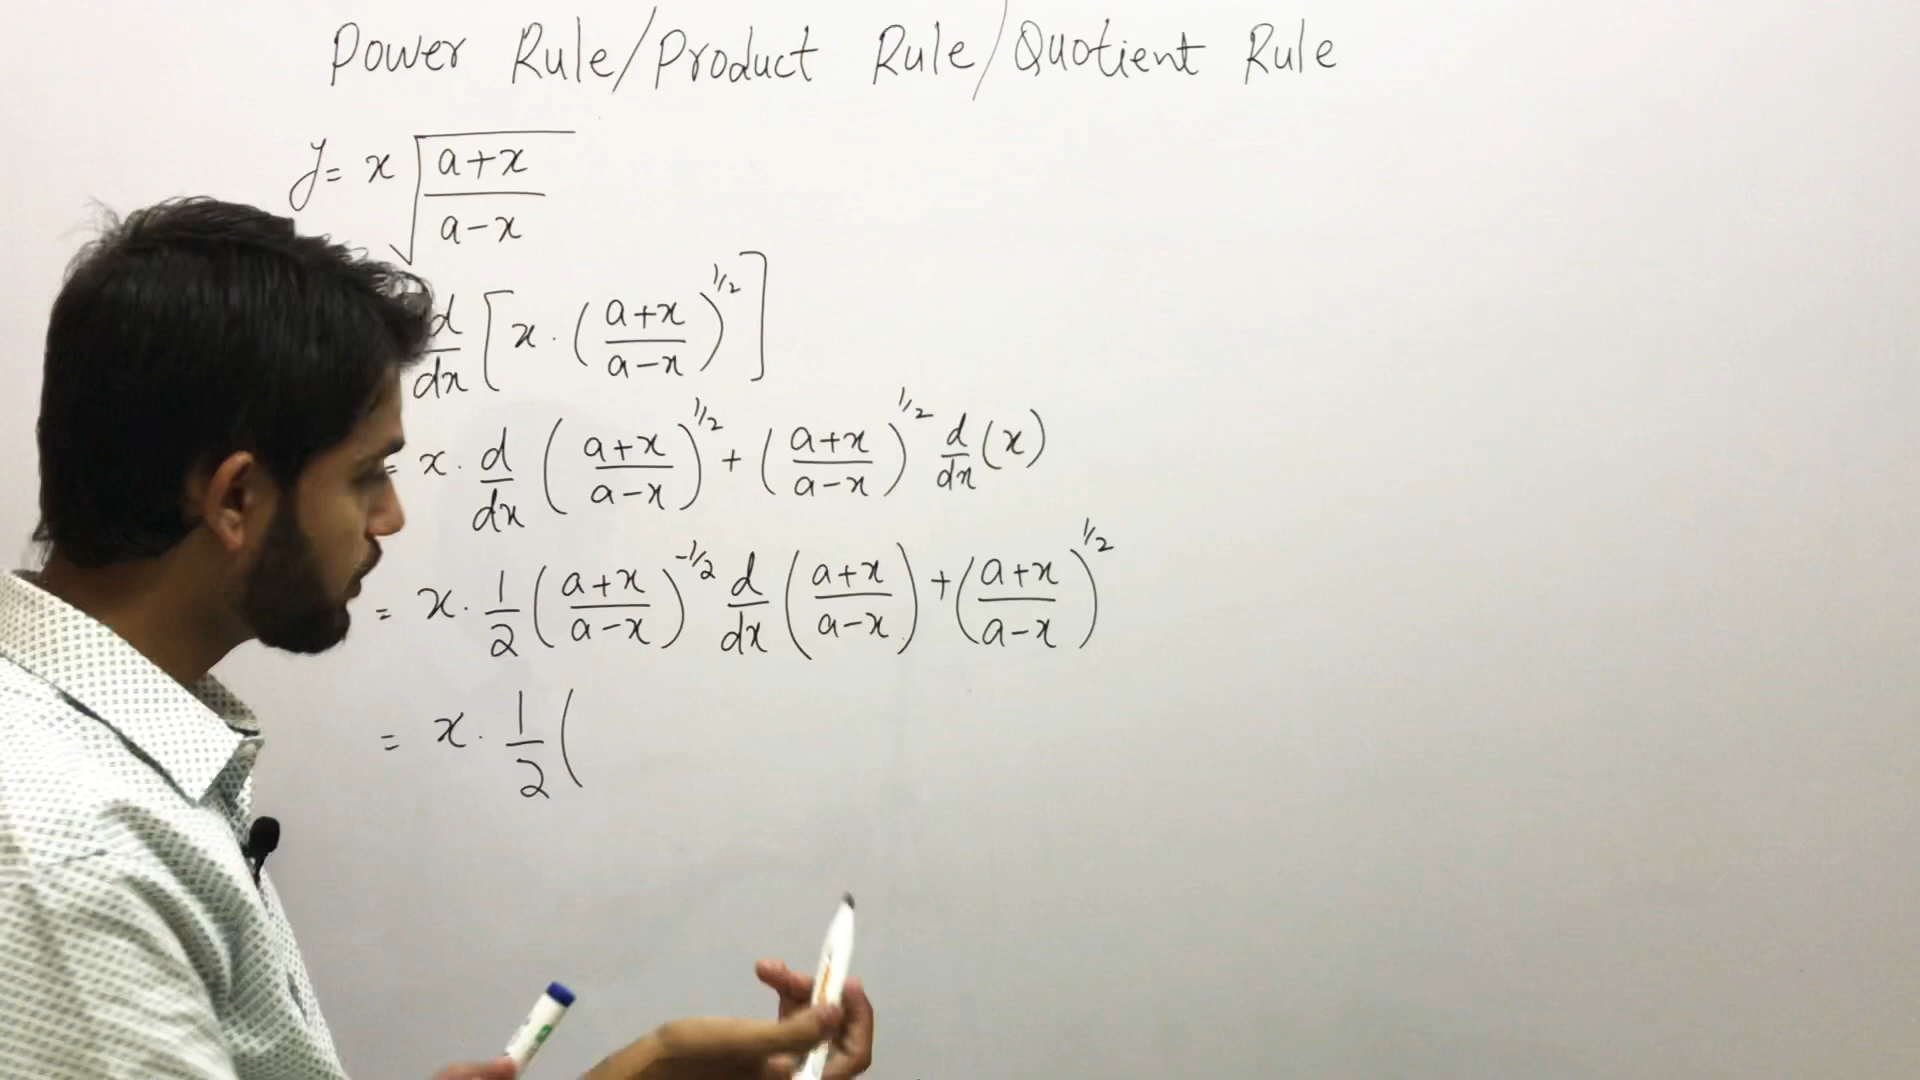 Power Rule/Product Rule/Quotient Rule
y = x √((a+x)/(a-x))
d/dx [x . ((a+x)/(a-x))^1/2]
= x . d/dx ((a+x)/(a-x))^1/2 + ((a+x)/(a-x))^1/2 d/dx (x)
= x . 1/2 ((a+x)/(a-x))^-1/2 d/dx ((a+x)/(a-x)) + ((a+x)/(a-x))^1/2
= x . 1/2 (